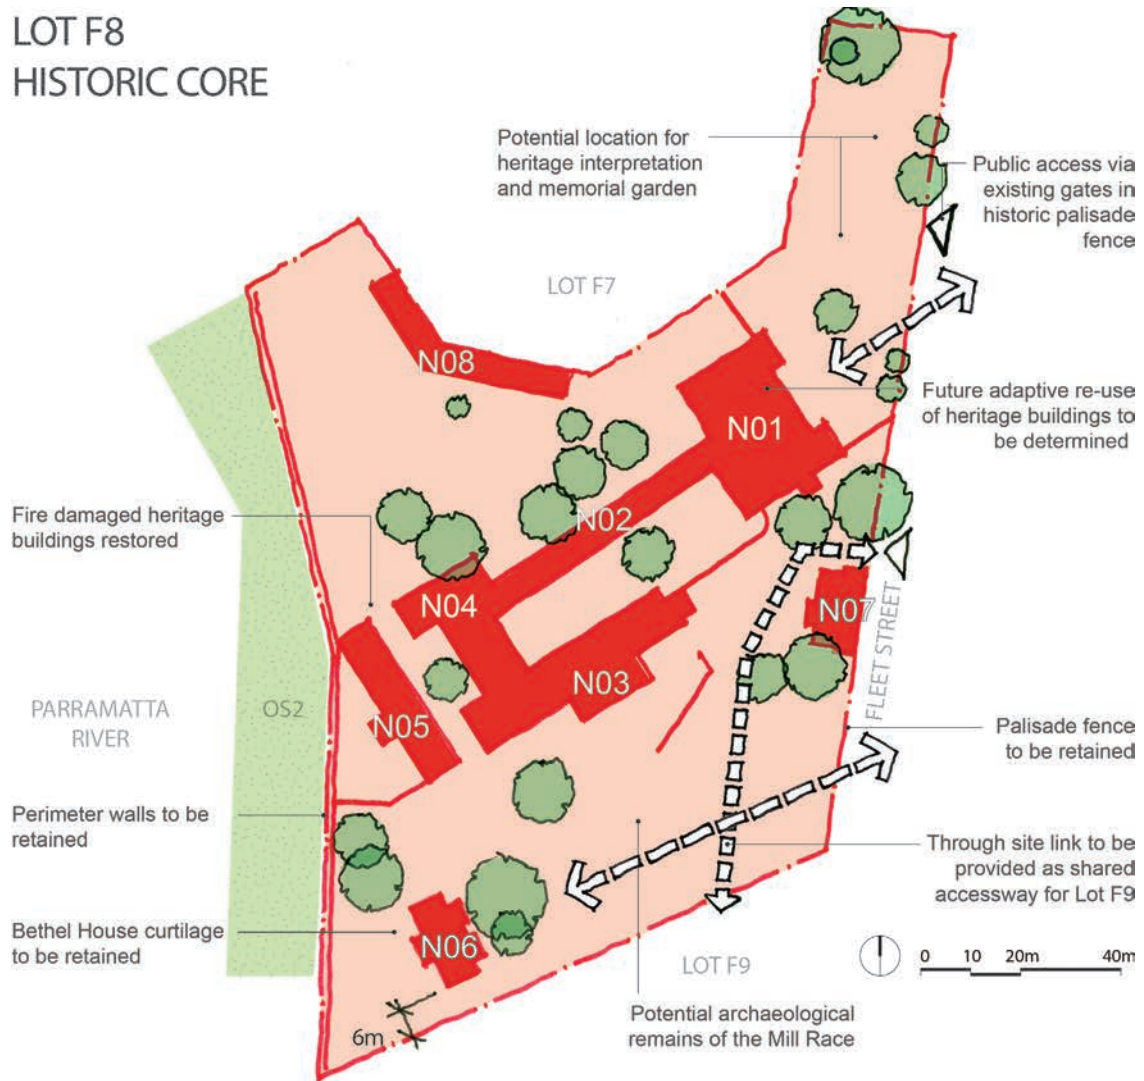 LOT F8
HISTORIC CORE
Potential location for
heritage interpretation
and memorial garden
Public access via
existing gates in
historic palisade
fence
LOT F7
N08
N01
Future adaptive re-use
of heritage buildings to
be determined
Fire damaged heritage
buildings restored
N02
N04
N07
N03
N05
FLEET STREET
PARRAMATTA
RIVER
OS2
Palisade fence
to be retained
Perimeter walls to be
retained
Through site link to be
provided as shared
accessway for Lot F9
Bethel House curtilage
to be retained
N06
LOT F9
0 10 20m 40m
Potential archaeological
remains of the Mill Race
6m